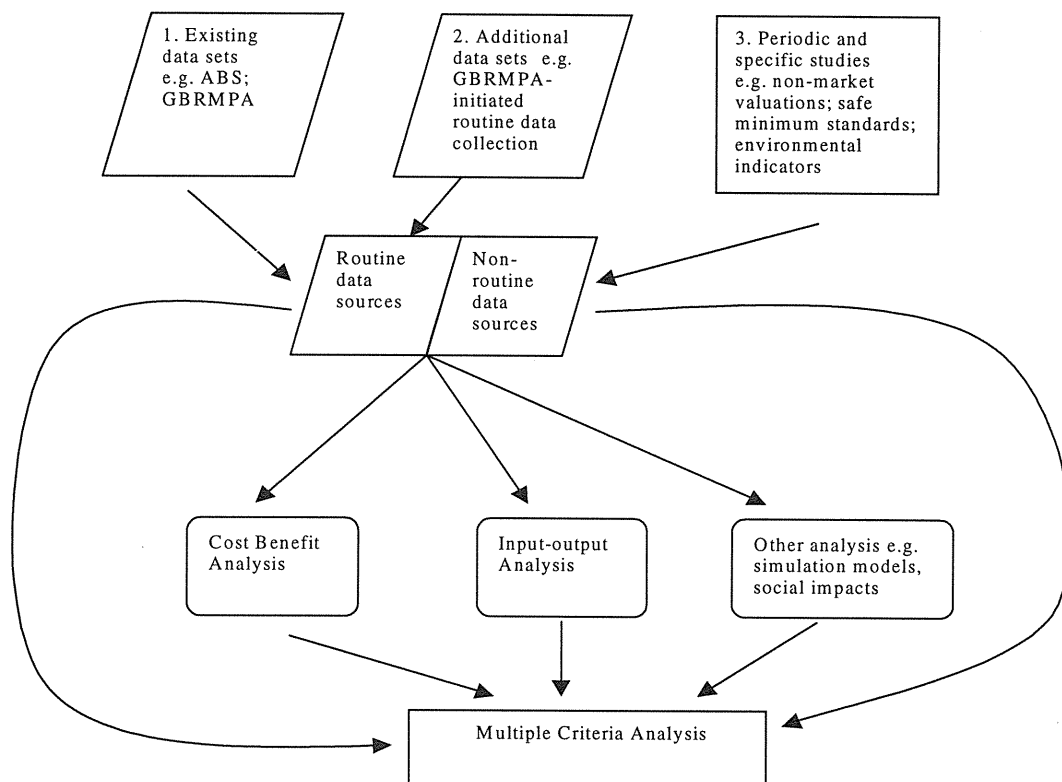 1. Existing
data sets
e.g. ABS;
GBRMPA
2. Additional
data sets e.g.
GBRMPA-
initiated
routine data
collection
3. Periodic and
specific studies
e.g. non-market
valuations; safe
minimum standards;
environmental
indicators
Routine
data
sources
Non-
routine
data
sources
Cost Benefit
Analysis
Input-output
Analysis
Other analysis e.g.
simulation models,
social impacts
Multiple Criteria Analysis